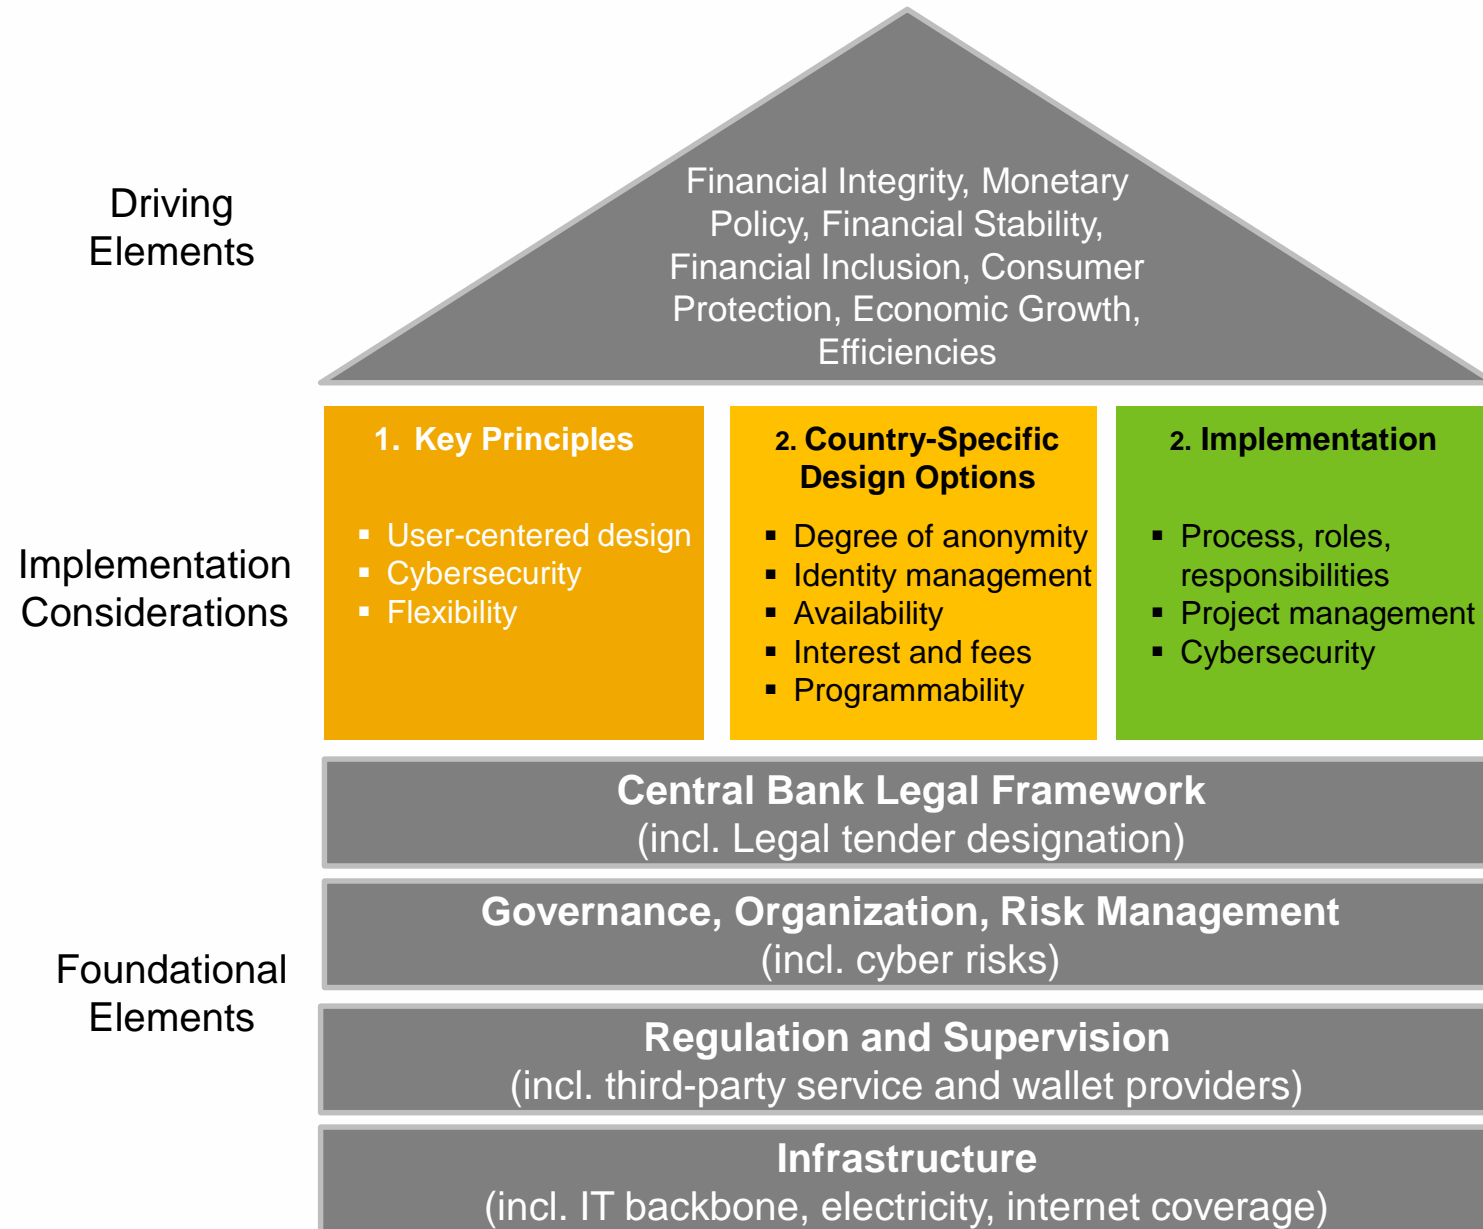 Driving
Elements
Financial Integrity, Monetary
Policy, Financial Stability,
Financial Inclusion, Consumer
Protection, Economic Growth,
Efficiencies
Implementation
Considerations
1. Key Principles
▪ User-centered design
▪ Cybersecurity
▪ Flexibility
2. Country-Specific
Design Options
▪ Degree of anonymity
▪ Identity management
▪ Availability
▪ Interest and fees
▪ Programmability
2. Implementation
▪ Process, roles,
responsibilities
▪ Project management
▪ Cybersecurity
Foundational
Elements
Central Bank Legal Framework
(incl. Legal tender designation)
Governance, Organization, Risk Management
(incl. cyber risks)
Regulation and Supervision
(incl. third-party service and wallet providers)
Infrastructure
(incl. IT backbone, electricity, internet coverage)